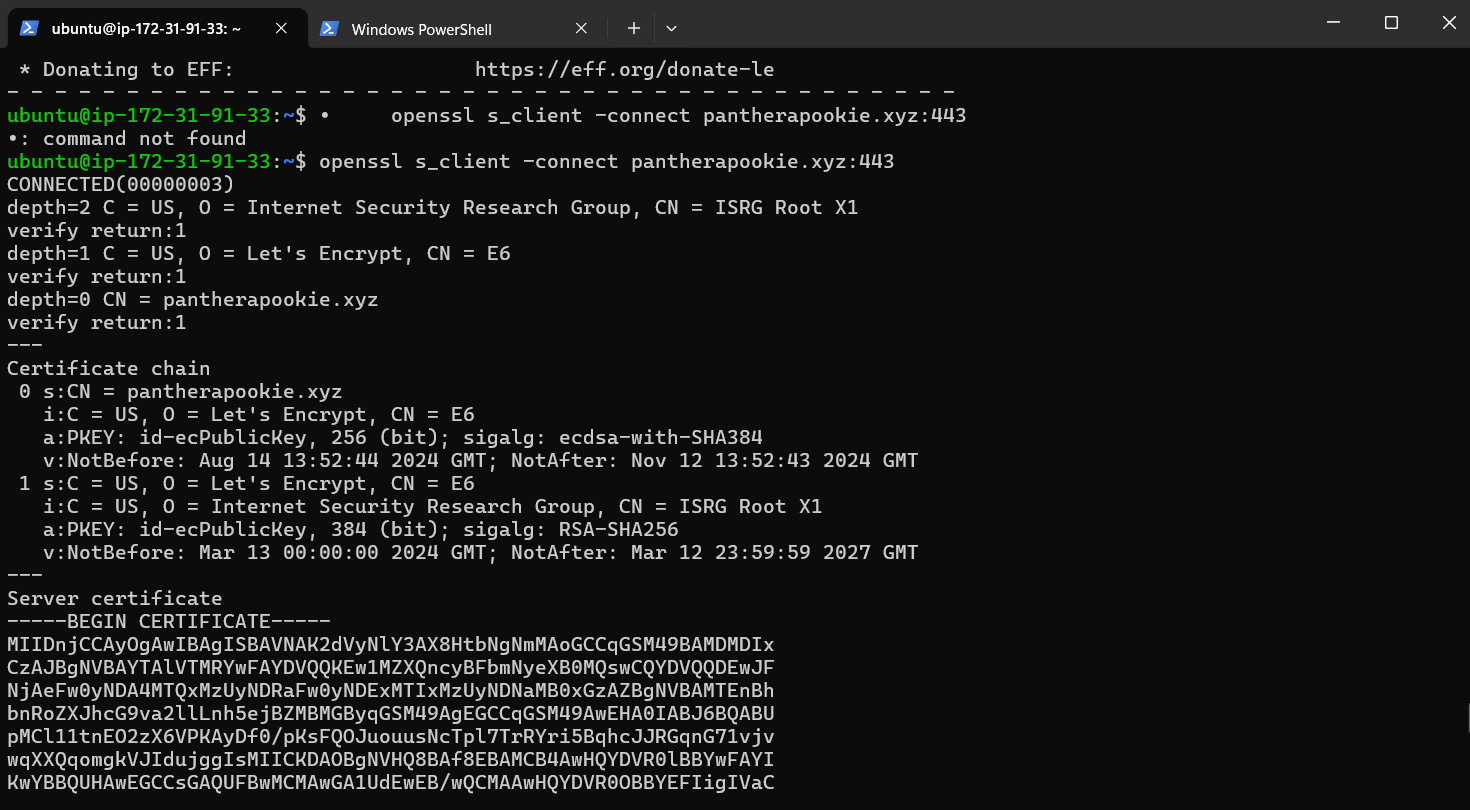 ubuntu@ip-172-31-91-33: ~
Windows PowerShell
* Donating to EFF:                    https://eff.org/donate-le
- - - - - - - - - - - - - - - - - - - - - - - - - - - - - - - - - - - - - - - -
ubuntu@ip-172-31-91-33:~$ •     openssl s_client -connect pantherapookie.xyz:443
•: command not found
ubuntu@ip-172-31-91-33:~$ openssl s_client -connect pantherapookie.xyz:443
CONNECTED(00000003)
depth=2 C = US, O = Internet Security Research Group, CN = ISRG Root X1
verify return:1
depth=1 C = US, O = Let's Encrypt, CN = E6
verify return:1
depth=0 CN = pantherapookie.xyz
verify return:1
---
Certificate chain
 0 s:CN = pantherapookie.xyz
   i:C = US, O = Let's Encrypt, CN = E6
   a:PKEY: id-ecPublicKey, 256 (bit); sigalg: ecdsa-with-SHA384
   v:NotBefore: Aug 14 13:52:44 2024 GMT; NotAfter: Nov 12 13:52:43 2024 GMT
 1 s:C = US, O = Let's Encrypt, CN = E6
   i:C = US, O = Internet Security Research Group, CN = ISRG Root X1
   a:PKEY: id-ecPublicKey, 384 (bit); sigalg: RSA-SHA256
   v:NotBefore: Mar 13 00:00:00 2024 GMT; NotAfter: Mar 12 23:59:59 2027 GMT
---
Server certificate
-----BEGIN CERTIFICATE-----
MIIDnjCCAyOgAwIBAgISBAVNAK2dVyNlY3AX8HtbNgNmMAoGCCqGSM49BAMDMDIx
CzAJBgNVBAYTAlVTMRYwFAYDVQQKEw1MZXQncyBFbmNyeXB0MQswCQYDVQQDEwJF
NjAeFw0yNDA4MTQxMzUyNDRaFw0yNDExMTIxMzUyNDNaMB0xGzAZBgNVBAMTEnBh
bnRoZXJhcG9va2llLnh5ejBZMBMGByqGSM49AgEGCCqGSM49AwEHA0IABJ6BQABU
pMCl11tnEO2zX6VPKAyDf0/pKsFQOJuouusNcTpl7TrRYri5BqhcJJRGqnG71vjv
wqXXQqomgkVJIdujggIsMIICKDAOBgNVHQ8BAf8EBAMCB4AwHQYDVR0lBBYwFAYI
KwYBBQUHAwEGCCsGAQUFBwMCMAwGA1UdEwEB/wQCMAAwHQYDVR0OBBYEFIigIVaC